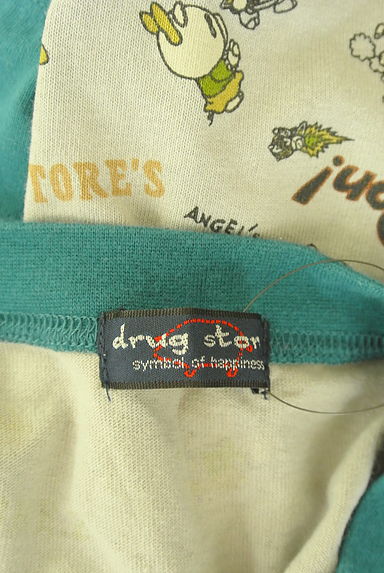 TORE'S
n!
ANGEL'S
drug stor
symbol of happiness